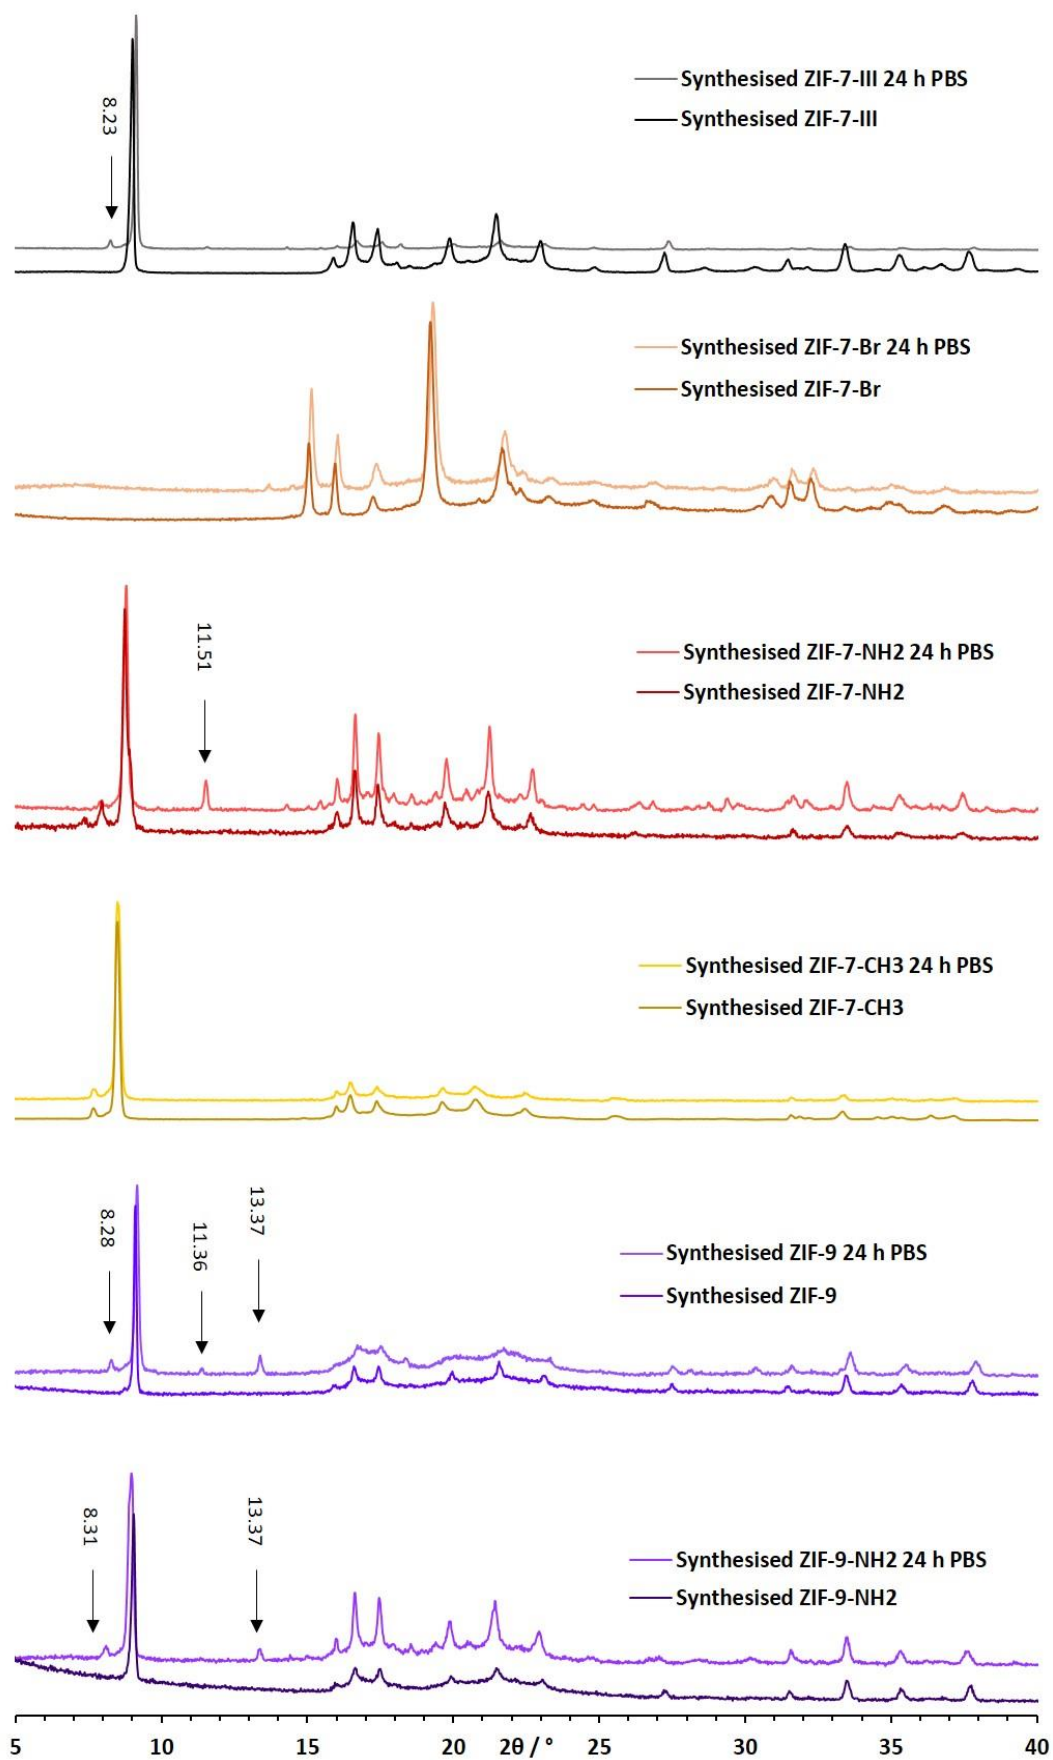 Synthesised ZIF-7-III 24 h PBS
Synthesised ZIF-7-III
8.23
Synthesised ZIF-7-Br 24 h PBS
Synthesised ZIF-7-Br
11.51
Synthesised ZIF-7-NH2 24 h PBS
Synthesised ZIF-7-NH2
Synthesised ZIF-7-CH3 24 h PBS
Synthesised ZIF-7-CH3
8.28
11.36
13.37
Synthesised ZIF-9 24 h PBS
Synthesised ZIF-9
8.31
13.37
Synthesised ZIF-9-NH2 24 h PBS
Synthesised ZIF-9-NH2
5 10 15 20 2θ / ° 25 30 35 40